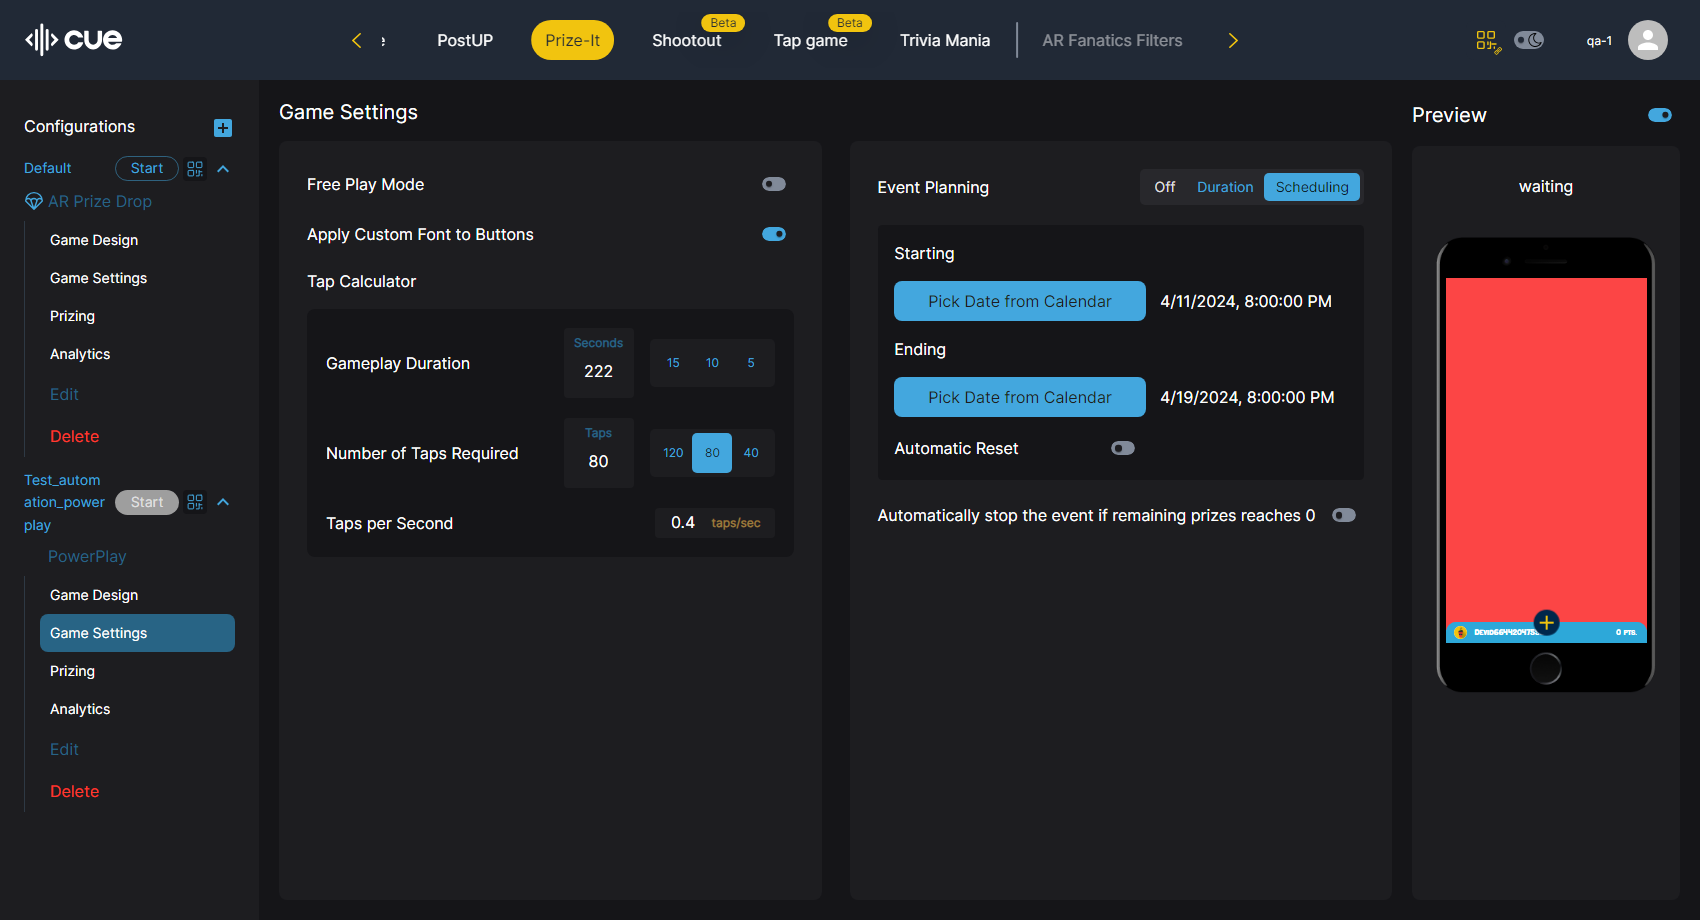 cue
e
PostUP
Prize-It
Shootout
Beta
Tap game
Beta
Trivia Mania
AR Fanatics Filters
qa-1
Configurations
Default
Start
AR Prize Drop
Game Design
Game Settings
Prizing
Analytics
Edit
Delete
Test_autom
ation_power
play
Start
PowerPlay
Game Design
Game Settings
Prizing
Analytics
Edit
Delete
Game Settings
Free Play Mode
Apply Custom Font to Buttons
Tap Calculator
Gameplay Duration
Seconds
222
15 10 5
Number of Taps Required
Taps
80
120 80 40
Taps per Second
0.4 taps/sec
Event Planning
Off Duration Scheduling
Starting
Pick Date from Calendar 4/11/2024, 8:00:00 PM
Ending
Pick Date from Calendar 4/19/2024, 8:00:00 PM
Automatic Reset
Automatically stop the event if remaining prizes reaches 0
Preview
waiting
0 PTS.